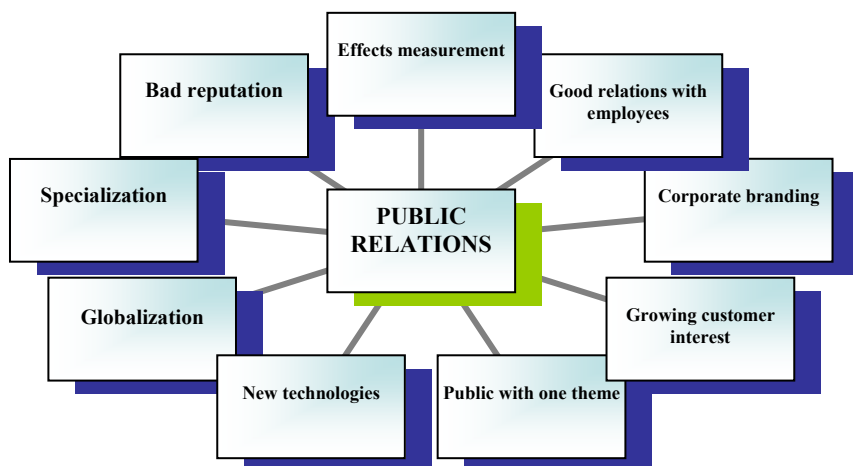 Effects measurement
Bad reputation
Good relations with
employees
Specialization
PUBLIC
RELATIONS
Corporate branding
Globalization
Growing customer
interest
New technologies
Public with one theme